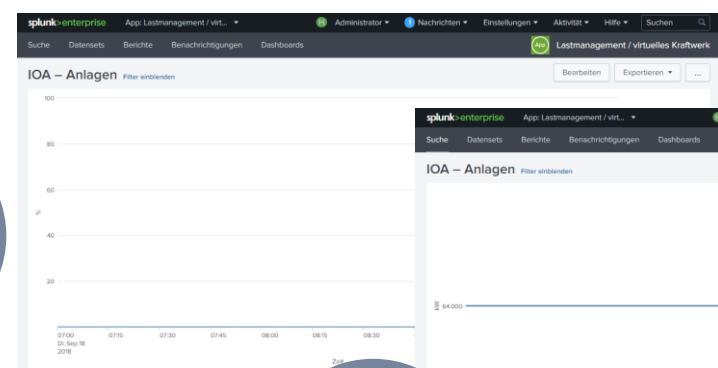 splunk>enterprise App: Lastmanagement / virt... Administrator Nachrichten Einstellungen Aktivität Hilfe Suchen
Suche Datensets Berichte Benachrichtigungen Dashboards App Lastmanagement / virtuelles Kraftwerk
IOA – Anlagen Filter einblenden Bearbeiten Exportieren ...
100
80
60
%
40
20
07:00 07:15 07:30 07:45 08:00 08:15 08:30
Di. Sep 18
2018
Zeit
splunk>enterprise App: Lastmanagement / virt...
Suche Datensets Berichte Benachrichtigungen Dashboards
IOA – Anlagen Filter einblenden
64.000